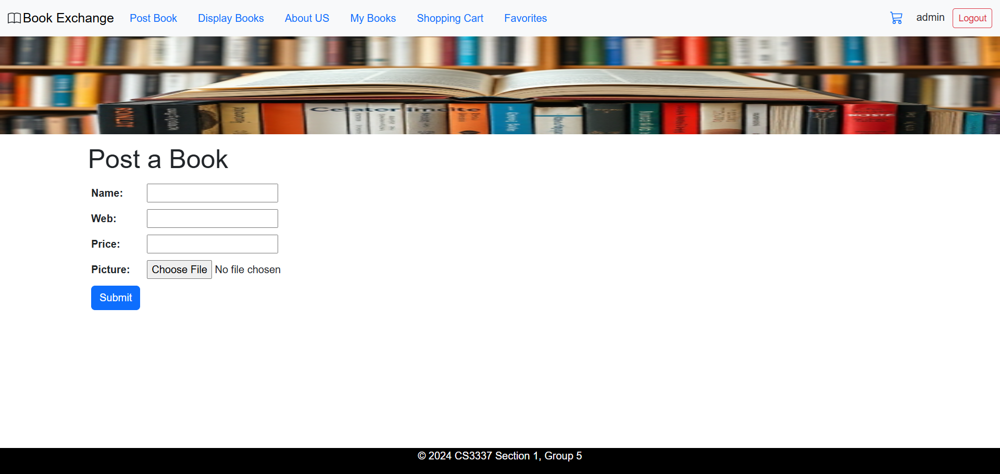 Book Exchange Post Book Display Books About US My Books Shopping Cart Favorites admin Logout
Post a Book
Name:
Web:
Price:
Picture: Choose File No file chosen
Submit
© 2024 CS3337 Section 1, Group 5